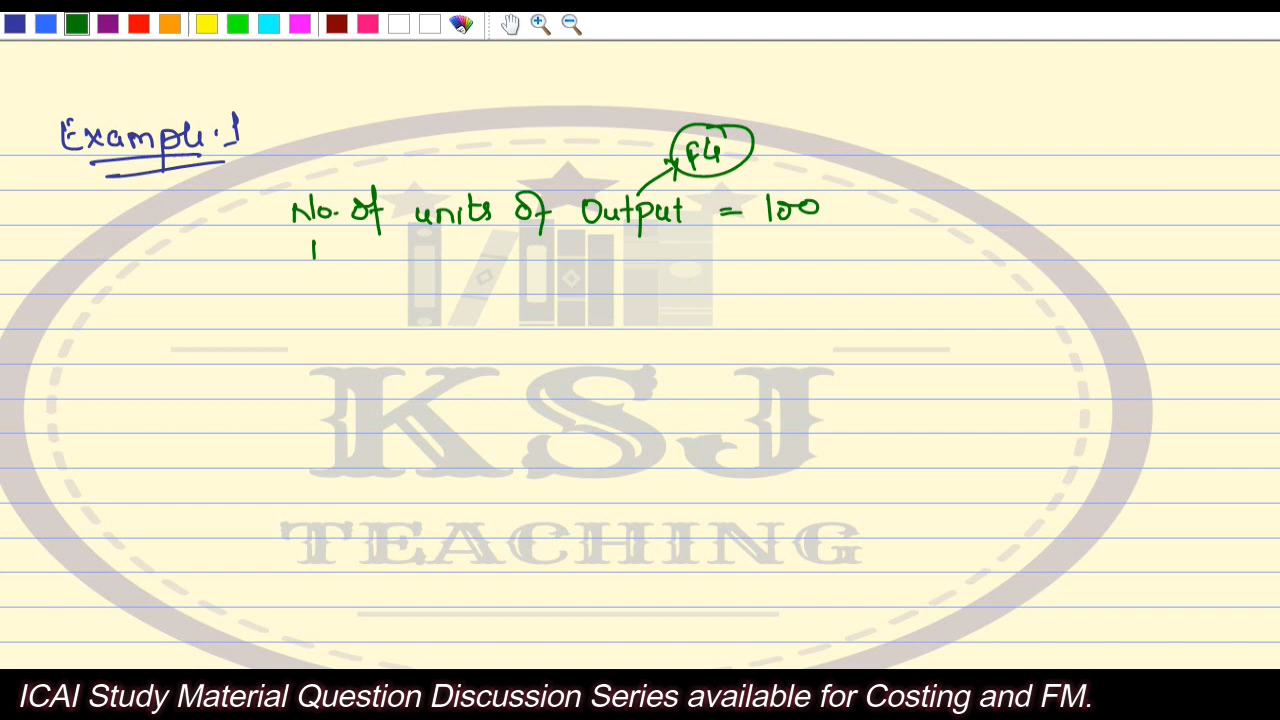 Example:1
FG
No. of units of Output = 100
KSJ
TEACHING
ICAI Study Material Question Discussion Series available for Costing and FM.